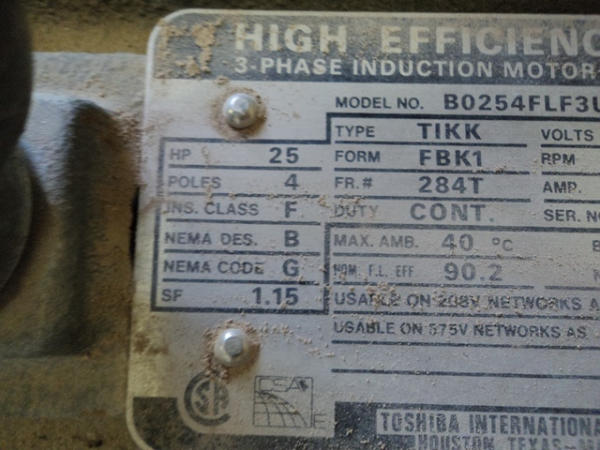 HIGH EFFICIENC
3-PHASE INDUCTION MOTOR
MODEL NO. B0254FLF3U
TYPE TIKK VOLTS
HP 25 FORM FBK1 RPM
POLES 4 FR.# 284T AMP.
INS. CLASS F DUTY CONT. SER. NO
NEMA DES. B MAX. AMB. 40 °C
NEMA CODE G NOM. F.L. EFF 90.2
SF 1.15 USABLE ON 208V NETWORKS A
USABLE ON 575V NETWORKS AS
CSA
TOSHIBA INTERNATIONA
HOUSTON, TEXAS-